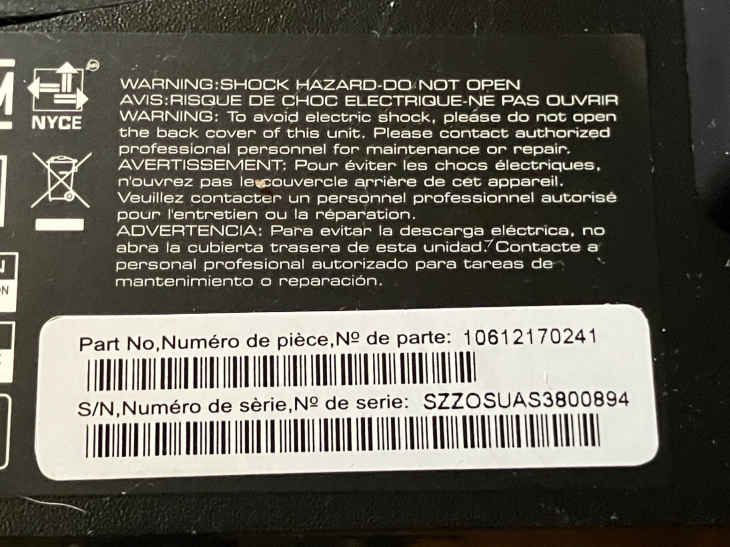 M
NYCE
WARNING:SHOCK HAZARD-DO NOT OPEN
AVIS:RISQUE DE CHOC ELECTRIQUE-NE PAS OUVRIR
WARNING: To avoid electric shock, please do not open
the back cover of this unit. Please contact authorized
professional personnel for maintenance or repair.
AVERTISSEMENT: Pour éviter les chocs électriques,
n'ouvrez pas le couvercle arrière de cet appareil.
Veuillez contacter un personnel professionnel autorisé
pour l'entretien ou la réparation.
ADVERTENCIA: Para evitar la descarga eléctrica, no
abra la cubierta trasera de esta unidad. Contacte a
personal profesional autorizado para tareas de
mantenimiento o reparación.
N
ON
Part No,Numéro de pièce,Nº de parte: 10612170241
S/N,Numéro de sèrie,Nº de serie: SZZOSUAS3800894